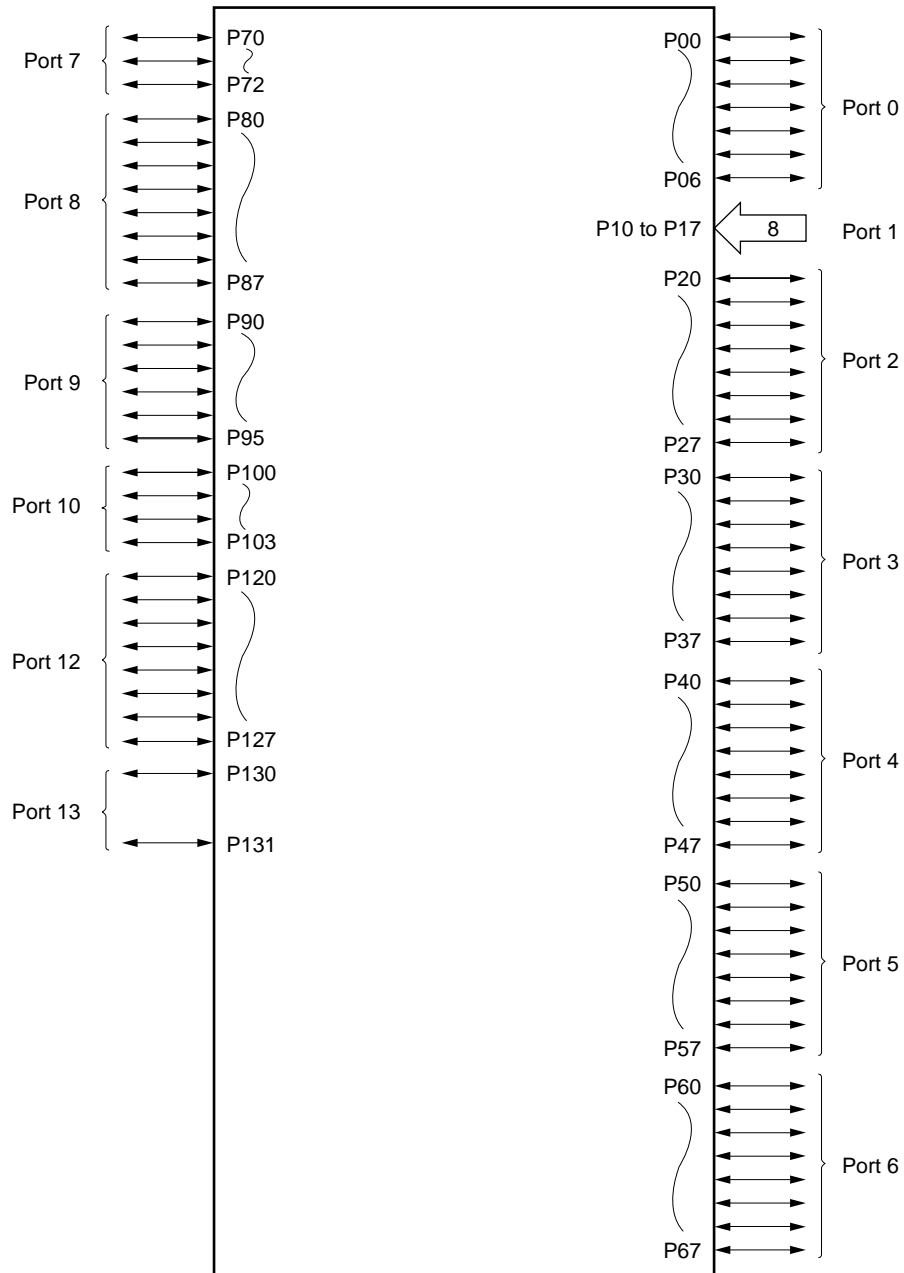 Port 7
P70
P72
Port 8
P80
P87
Port 9
P90
P95
Port 10
P100
P103
Port 12
P120
P127
Port 13
P130
P131
P00
P06
Port 0
P10 to P17
8
Port 1
P20
P27
Port 2
P30
P37
Port 3
P40
P47
Port 4
P50
P57
Port 5
P60
P67
Port 6